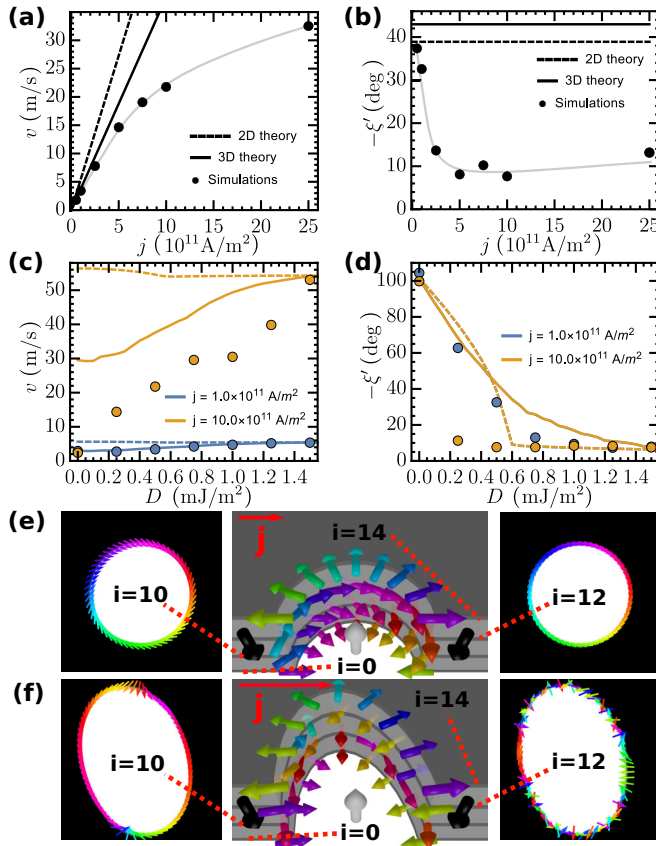 (a)
v (m/s)
35
30
25
20
15
10
5
0
2D theory
3D theory
Simulations
0 5 10 15 20 25
j (10¹¹A/m²)
(b)
−ξ′ (deg)
40
30
20
10
0
2D theory
3D theory
Simulations
0 5 10 15 20 25
j (10¹¹A/m²)
(c)
v (m/s)
50
40
30
20
10
0
j = 1.0×10¹¹ A/m²
j = 10.0×10¹¹ A/m²
0.0 0.2 0.4 0.6 0.8 1.0 1.2 1.4
D (mJ/m²)
(d)
−ξ′ (deg)
100
80
60
40
20
0
j = 1.0×10¹¹ A/m²
j = 10.0×10¹¹ A/m²
0.0 0.2 0.4 0.6 0.8 1.0 1.2 1.4
D (mJ/m²)
(e)
i=10
j
i=14
i=0
i=12
(f)
i=10
j
i=14
i=0
i=12